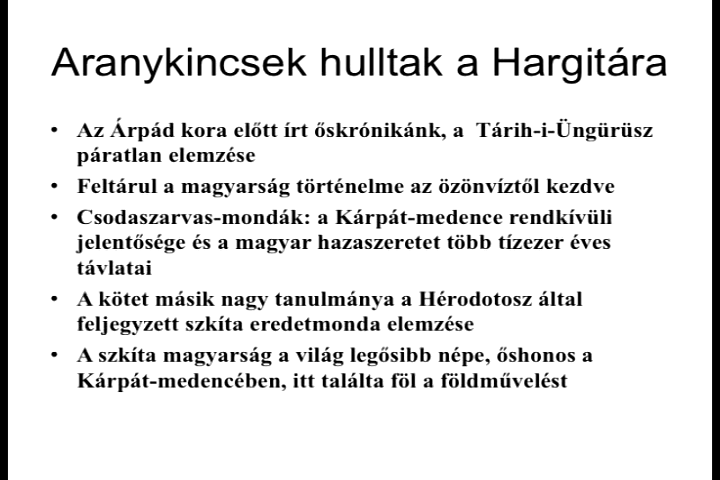 Aranykincsek hulltak a Hargitára
• Az Árpád kora előtt írt őskrónikánk, a Tárih-i-Üngürüsz
páratlan elemzése
• Feltárul a magyarság történelme az özönvíztől kezdve
• Csodaszarvas-mondák: a Kárpát-medence rendkívüli
jelentősége és a magyar hazaszeretet több tízezer éves
távlatai
• A kötet másik nagy tanulmánya a Hérodotosz által
feljegyzett szkíta eredetmonda elemzése
• A szkíta magyarság a világ legősibb népe, őshonos a
Kárpát-medencében, itt találta föl a földművelést